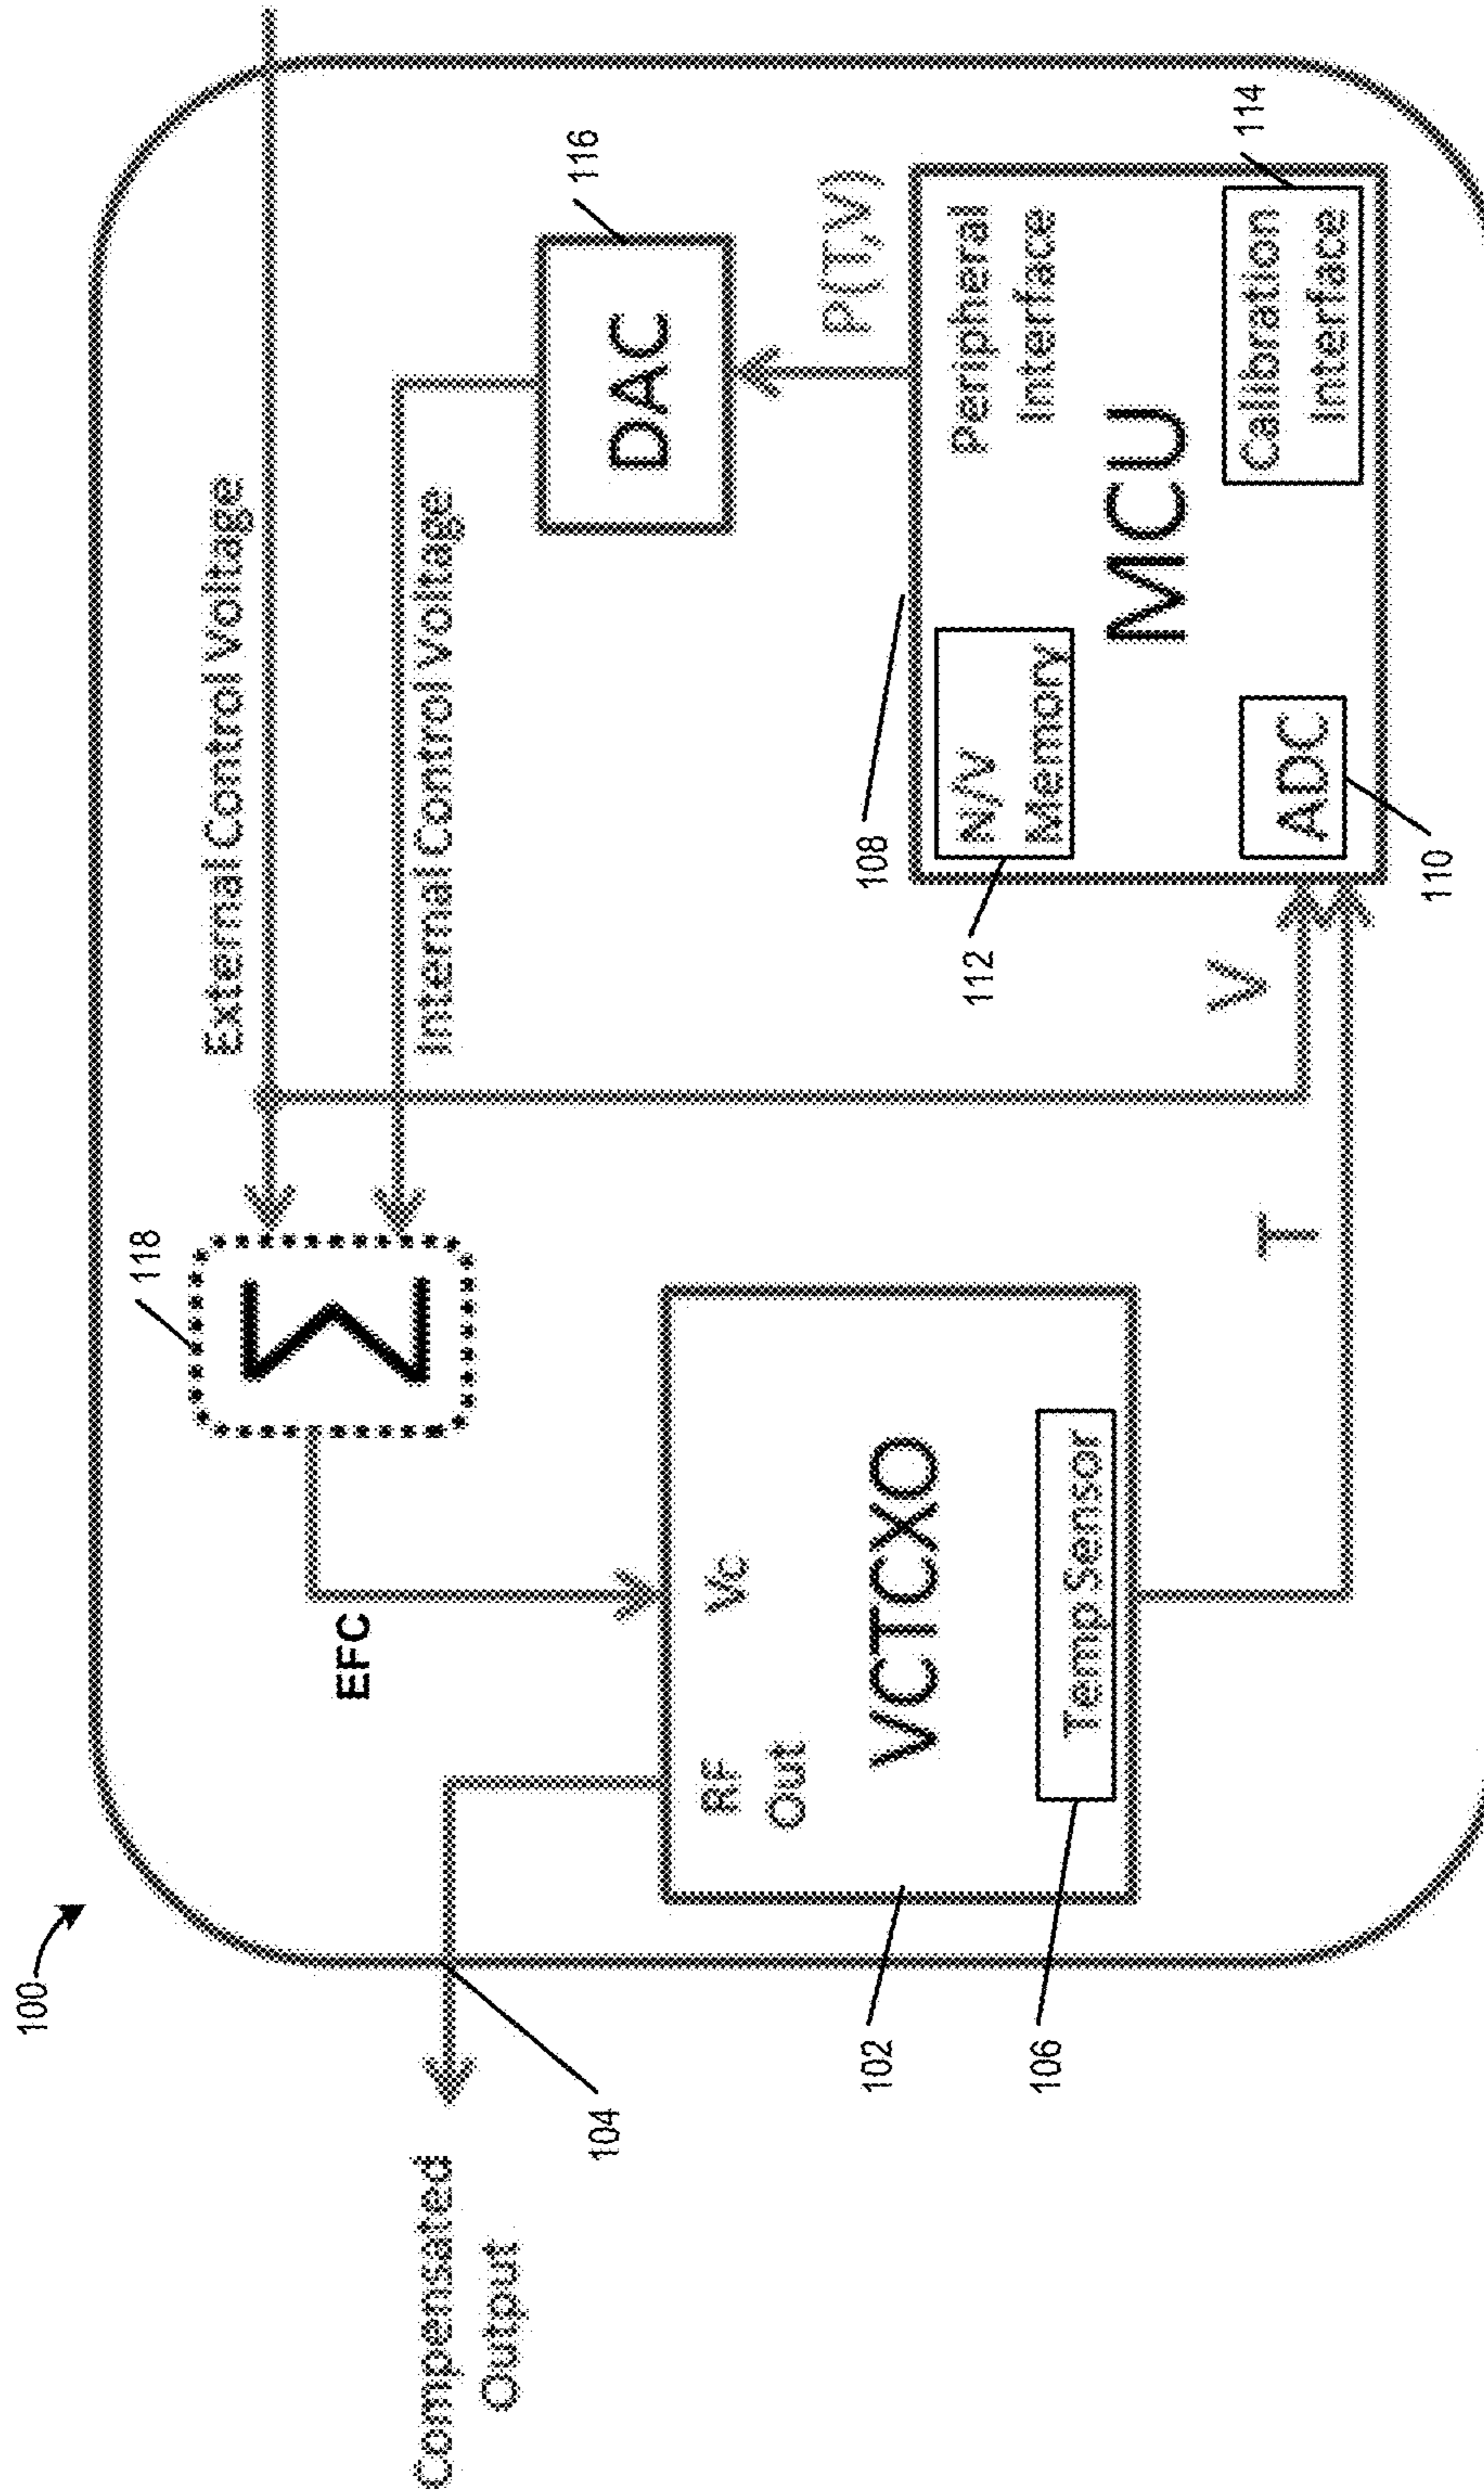 100
118
External Control Voltage
Internal Control Voltage
116
EFC
DAC
P(T,V)
Compensated
Output
104
RF
Out
Vc
VCTCXO
Temp Sensor
102
106
108
112
N/V
Memory
Peripheral
Interface
MCU
ADC
Calibration
Interface
114
110
V
T
Σ